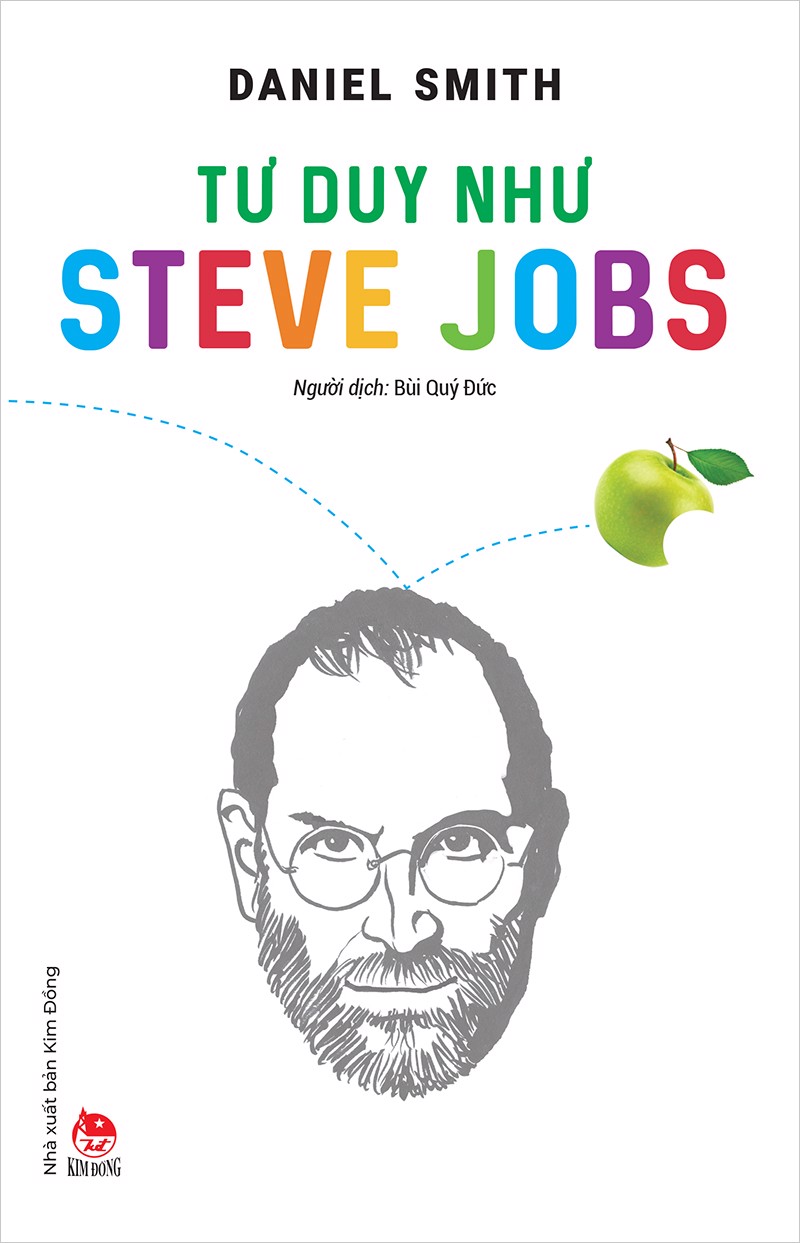 DANIEL SMITH
TƯ DUY NHƯ
STEVE JOBS
Người dịch: Bùi Quý Đức
Nhà xuất bản Kim Đồng
KIM ĐỒNG